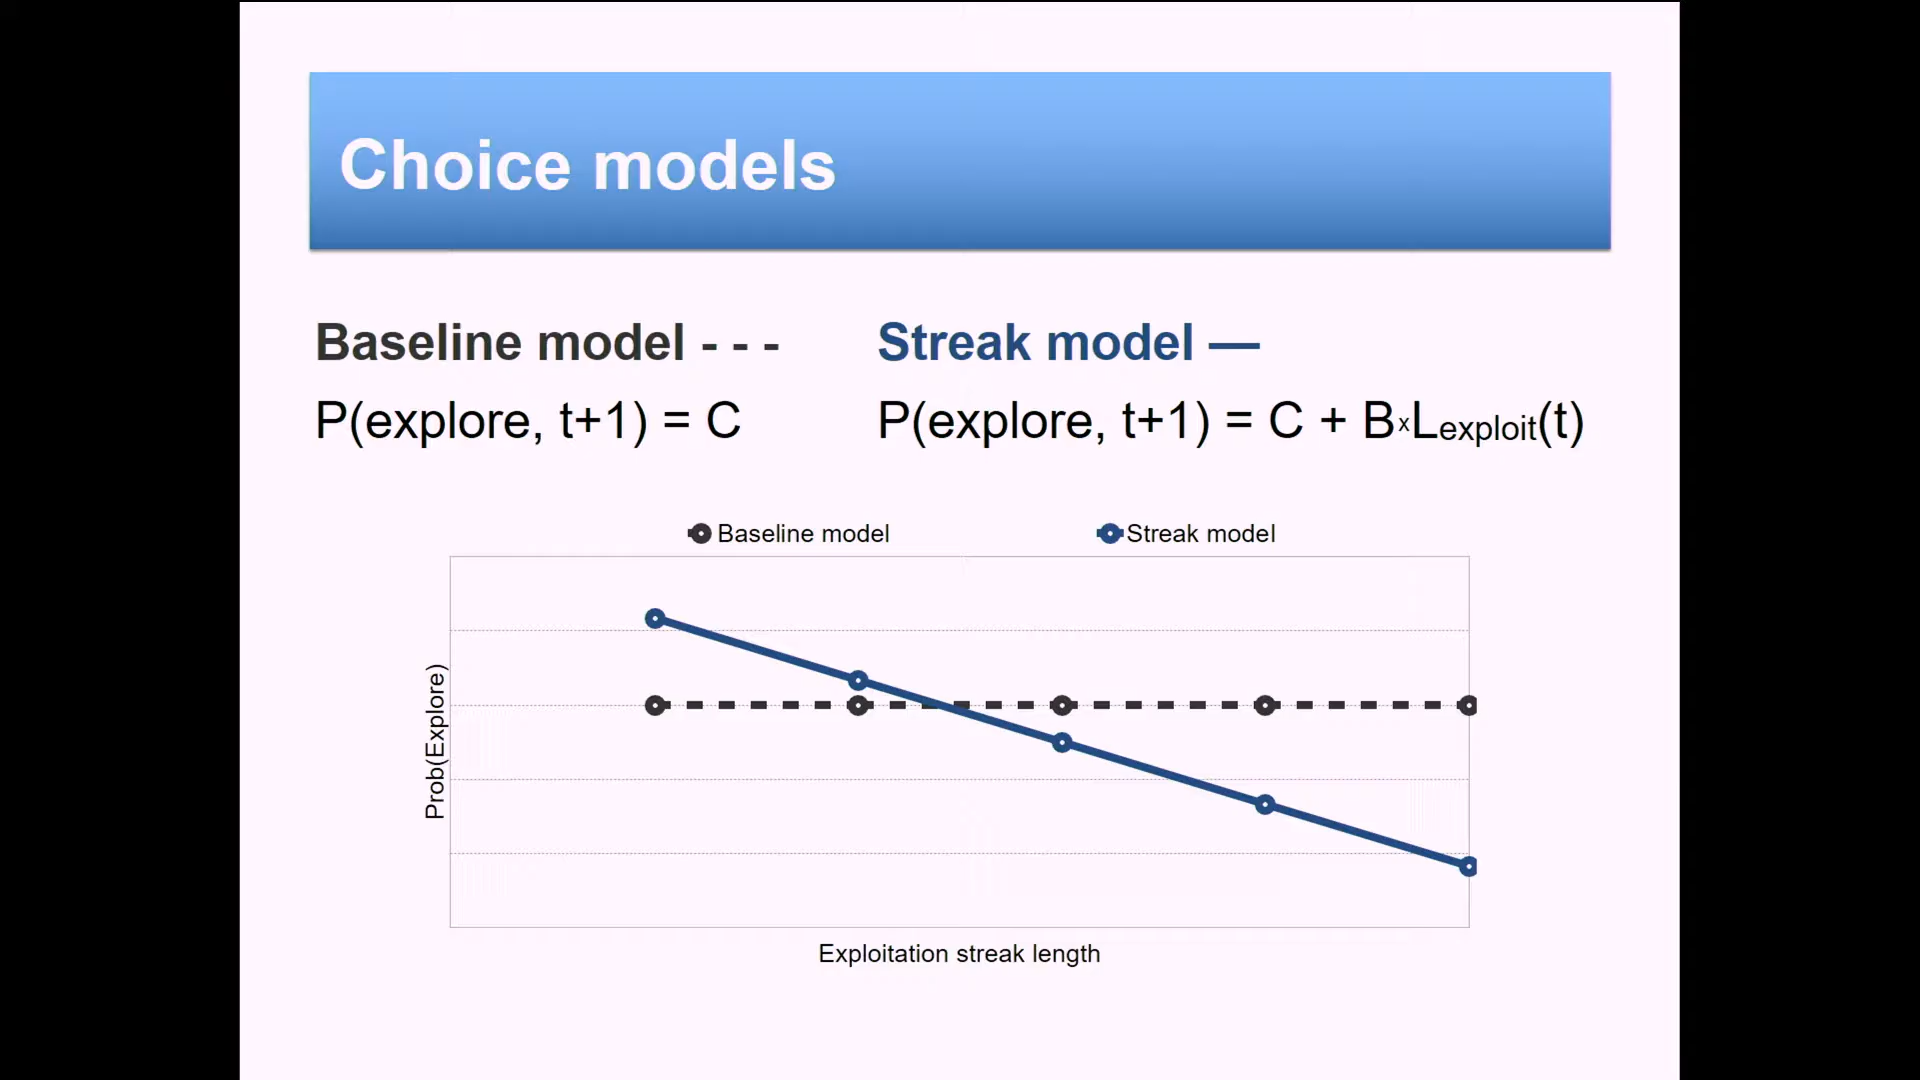 Choice models
Baseline model - - -
P(explore, t+1) = C
Streak model —
P(explore, t+1) = C + BxLexploit(t)
Baseline model
Streak model
Prob(Explore)
Exploitation streak length